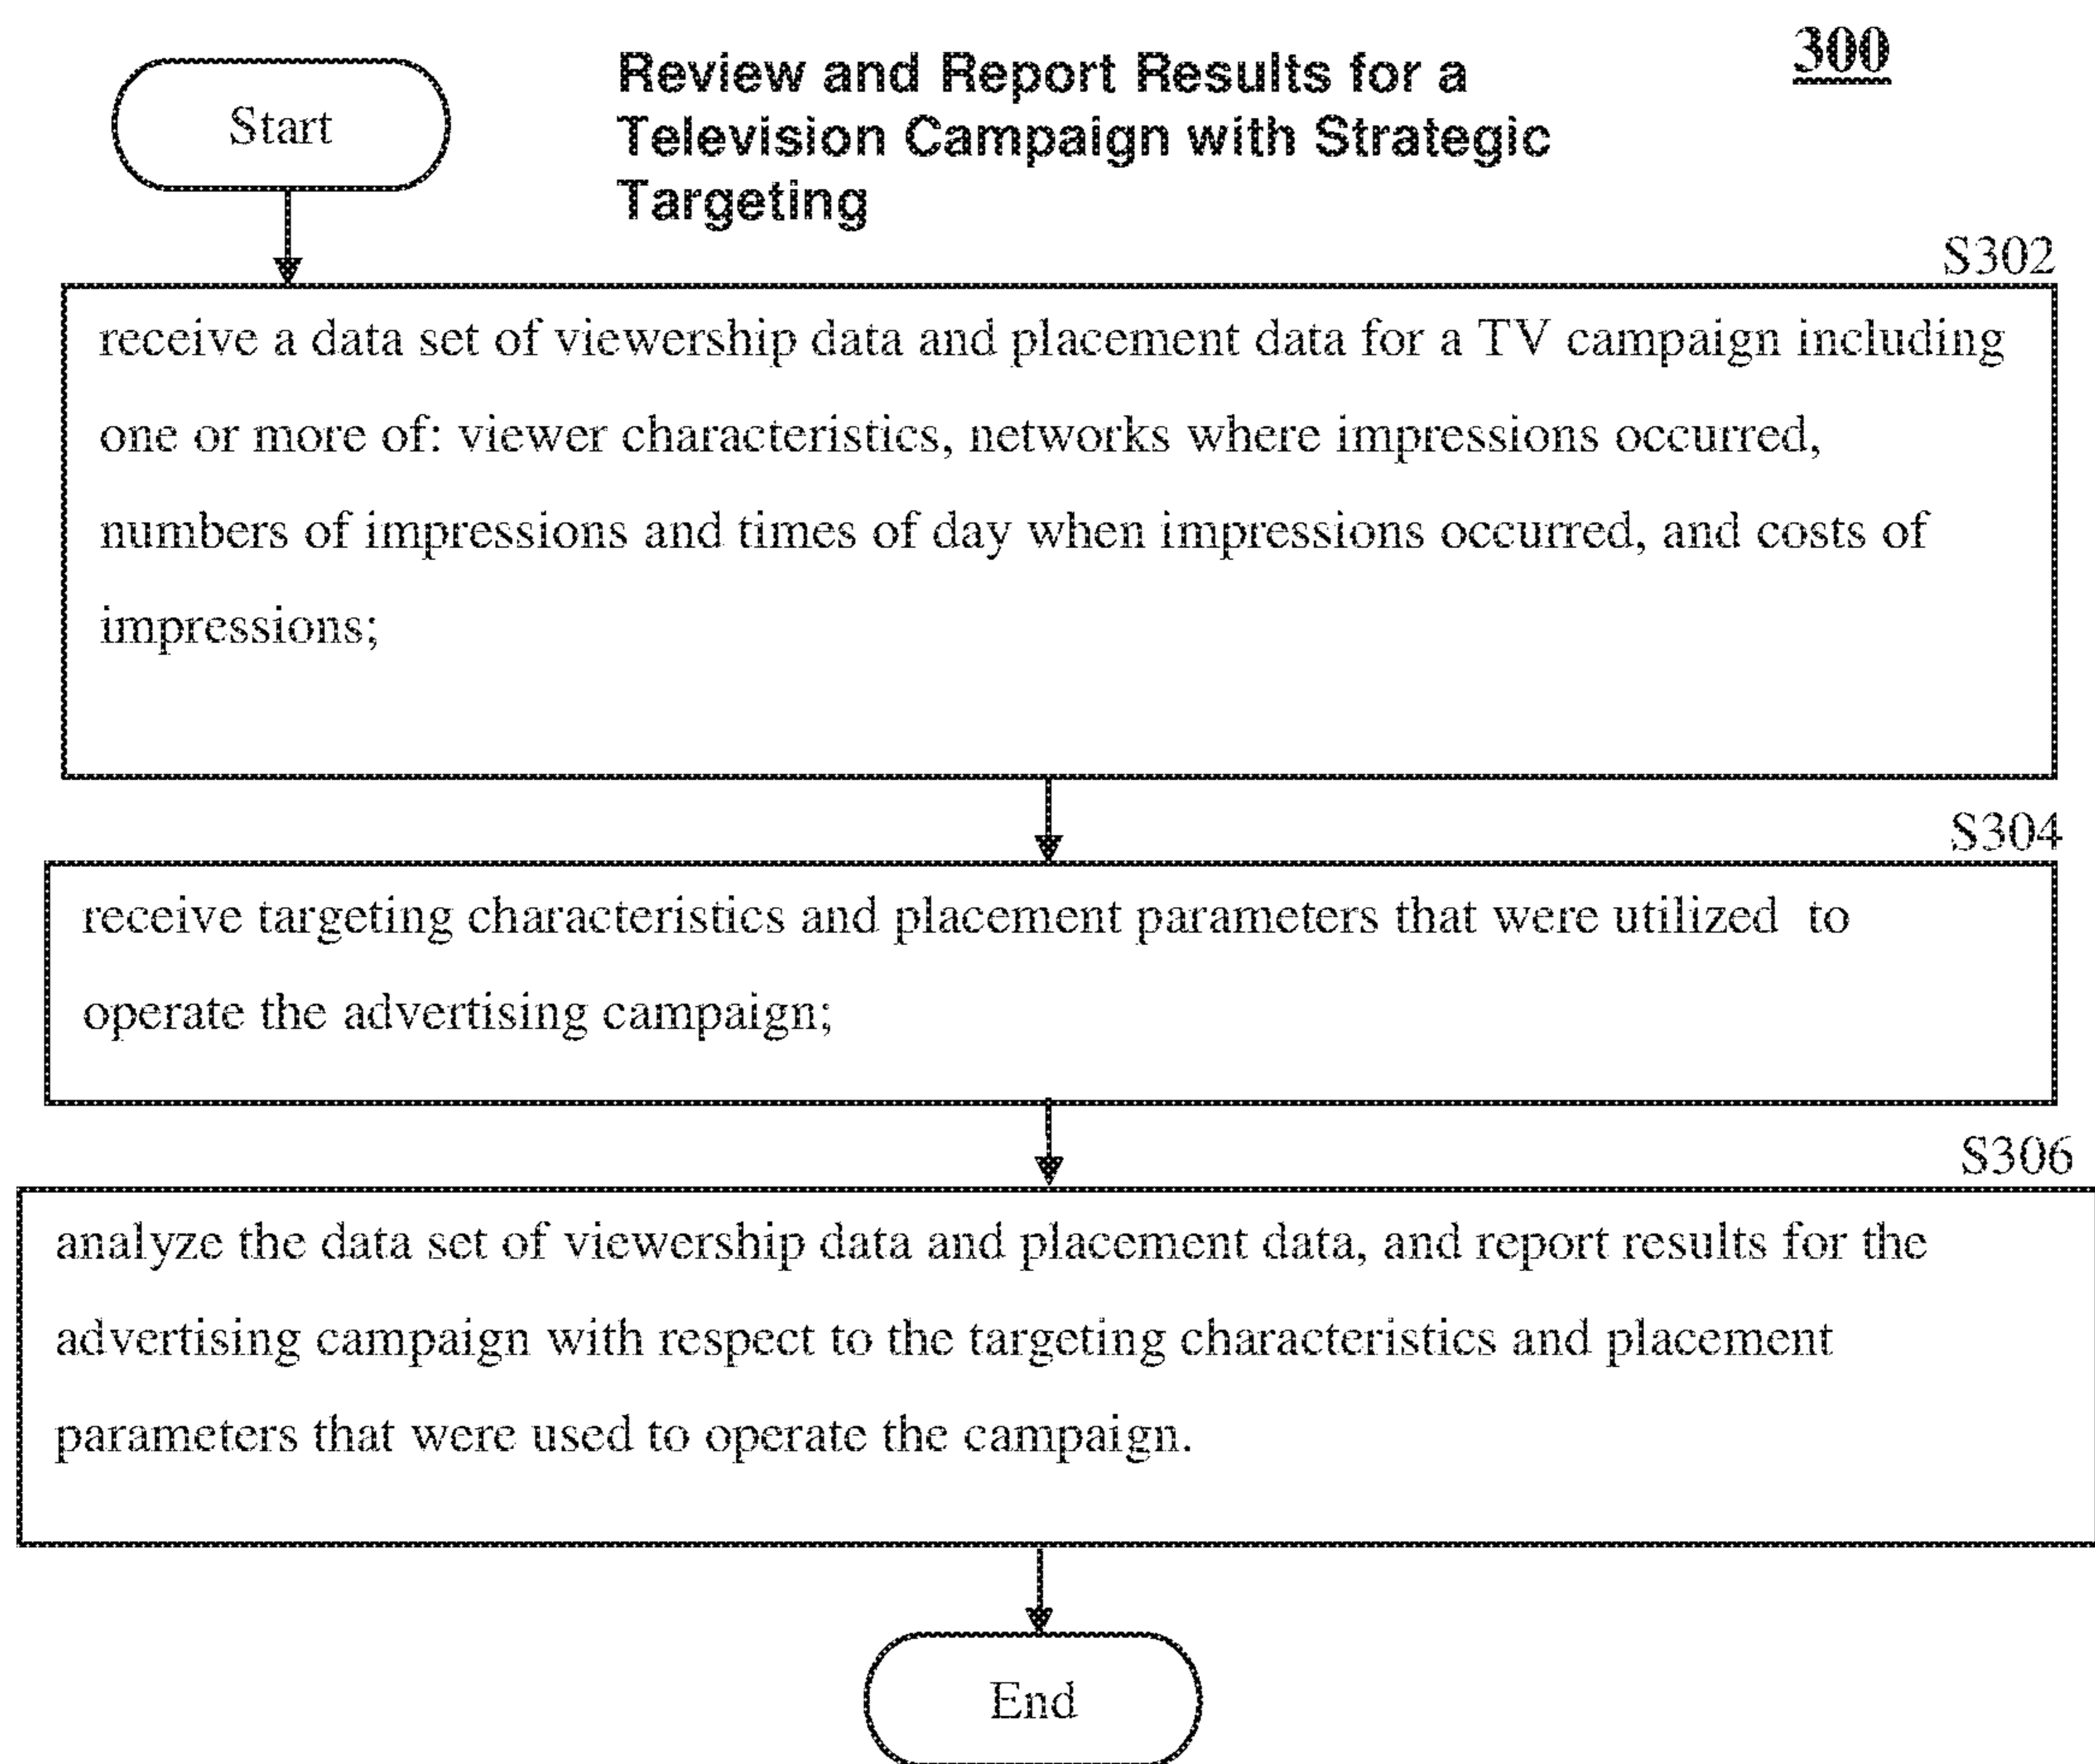 300
Start
Review and Report Results for a
Television Campaign with Strategic
Targeting
S302
receive a data set of viewership data and placement data for a TV campaign including
one or more of: viewer characteristics, networks where impressions occurred,
numbers of impressions and times of day when impressions occurred, and costs of
impressions;
S304
receive targeting characteristics and placement parameters that were utilized to
operate the advertising campaign;
S306
analyze the data set of viewership data and placement data, and report results for the
advertising campaign with respect to the targeting characteristics and placement
parameters that were used to operate the campaign.
End